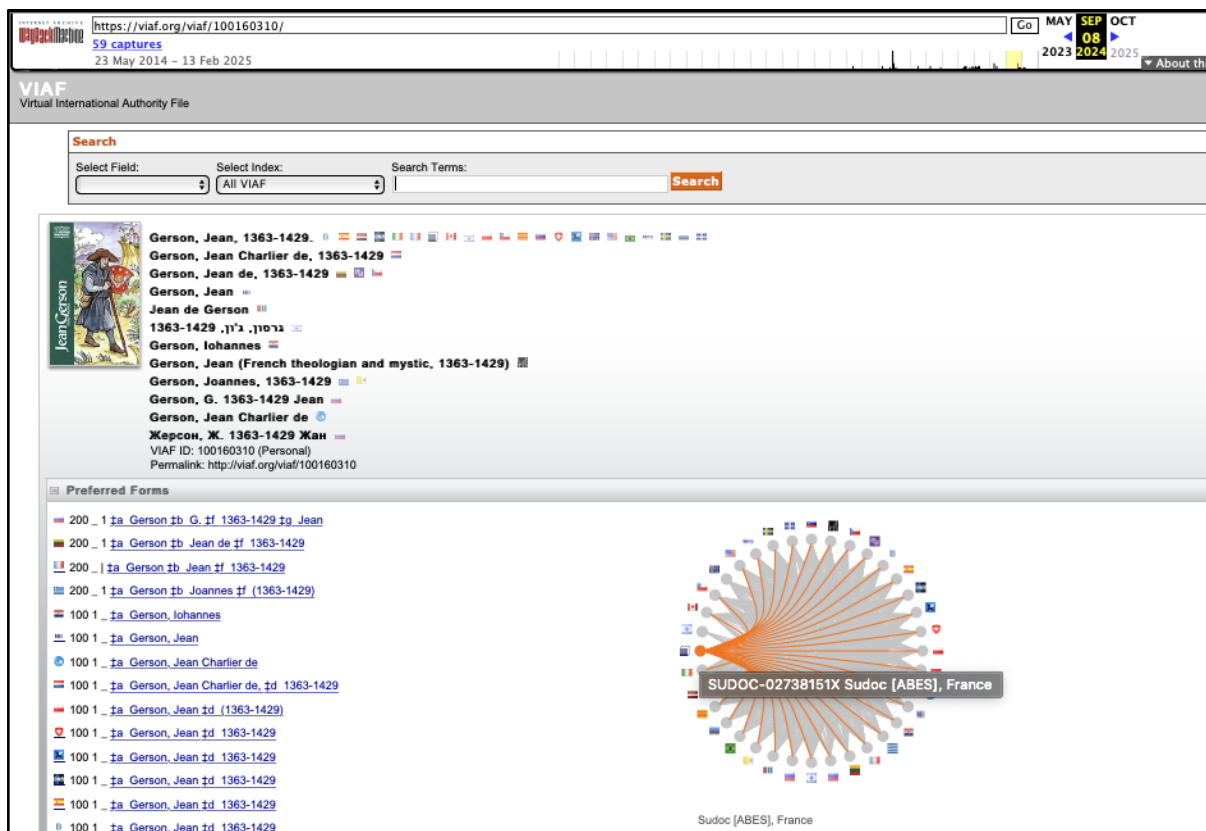 INTERNET ARCHIVE
WayBackMachine
https://viaf.org/viaf/100160310/
Go
MAY SEP OCT
59 captures
08
23 May 2014 – 13 Feb 2025
2023 2024 2025
▼ About thi
VIAF
Virtual International Authority File
Search
Select Field: Select Index: Search Terms:
All VIAF Search
Jean Gerson
Gerson, Jean, 1363-1429.
Gerson, Jean Charlier de, 1363-1429
Gerson, Jean de, 1363-1429
Gerson, Jean
Jean de Gerson
גרסון, ג'ון, 1363-1429
Gerson, Iohannes
Gerson, Jean (French theologian and mystic, 1363-1429)
Gerson, Joannes, 1363-1429
Gerson, G. 1363-1429 Jean
Gerson, Jean Charlier de
Жерсон, Ж. 1363-1429 Жан
VIAF ID: 100160310 (Personal)
Permalink: http://viaf.org/viaf/100160310
Preferred Forms
200 _ 1 ‡a Gerson ‡b G. ‡f 1363-1429 ‡g Jean
200 _ 1 ‡a Gerson ‡b Jean de ‡f 1363-1429
200 _ | ‡a Gerson ‡b Jean ‡f 1363-1429
200 _ 1 ‡a Gerson ‡b Joannes ‡f (1363-1429)
100 1 _ ‡a Gerson, Iohannes
100 1 _ ‡a Gerson, Jean
100 1 _ ‡a Gerson, Jean Charlier de
100 1 _ ‡a Gerson, Jean Charlier de, ‡d 1363-1429
100 1 _ ‡a Gerson, Jean ‡d (1363-1429)
100 1 _ ‡a Gerson, Jean ‡d 1363-1429
100 1 _ ‡a Gerson, Jean ‡d 1363-1429
100 1 _ ‡a Gerson, Jean ‡d 1363-1429
100 1 _ ‡a Gerson, Jean ‡d 1363-1429
100 1 _ ‡a Gerson, Jean ‡d 1363-1429
SUDOC-02738151X Sudoc [ABES], France
Sudoc [ABES], France